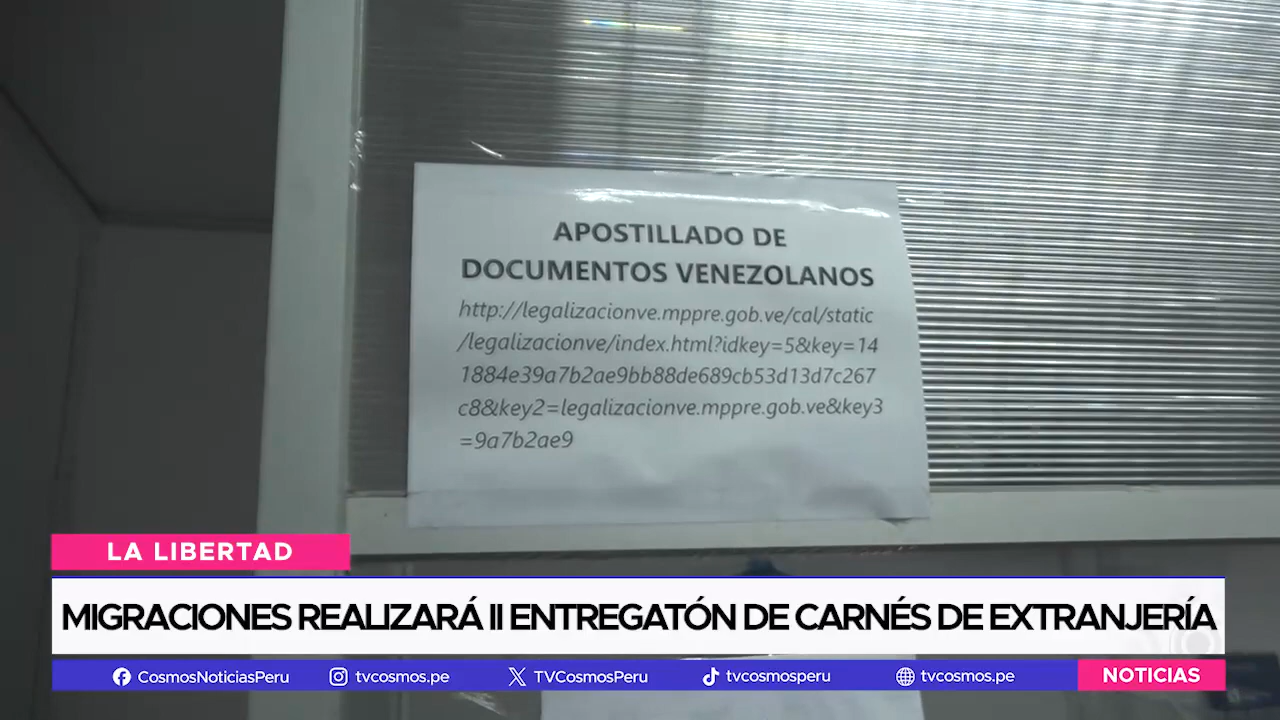 APOSTILLADO DE
DOCUMENTOS VENEZOLANOS
http://legalizacionve.mppre.gob.ve/cal/static
/legalizacionve/index.html?idkey=5&key=14
1884e39a7b2ae9bb88de689cb53d13d7c267
c8&key2=legalizacionve.mppre.gob.ve&key3
=9a7b2ae9
LA LIBERTAD
MIGRACIONES REALIZARÁ II ENTREGATÓN DE CARNÉS DE EXTRANJERÍA
CosmosNoticiasPeru tvcosmos.pe TVCosmosPeru tvcosmosperu tvcosmos.pe NOTICIAS